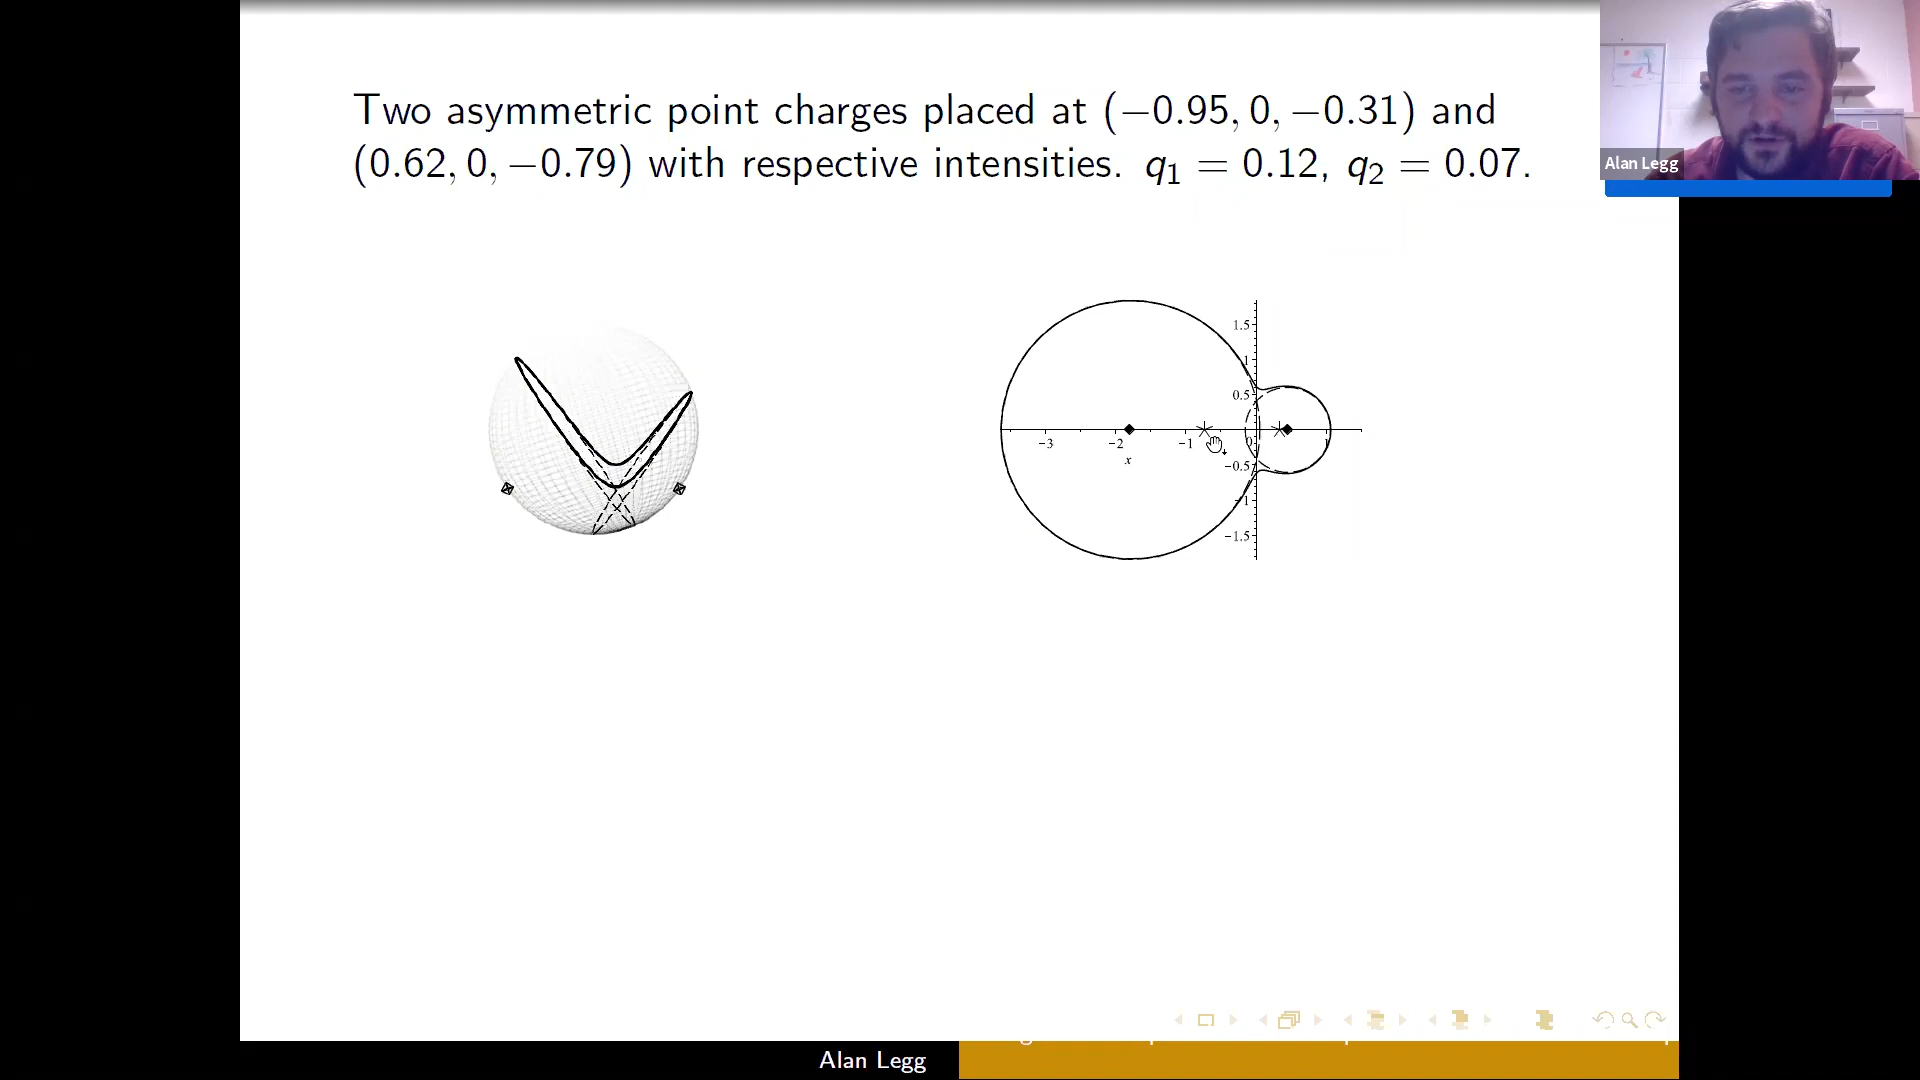 Two asymmetric point charges placed at (−0.95, 0, −0.31) and
(0.62, 0, −0.79) with respective intensities. q₁ = 0.12, q₂ = 0.07.
Alan Legg
1.5
1
0.5
−3
−2
−1
0
1
x
−0.5
−1
−1.5
Alan Legg